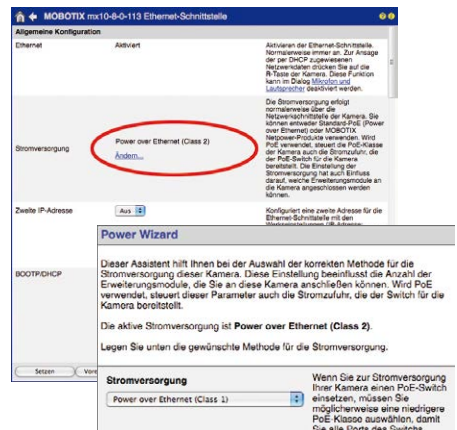 MOBOTIX mx10-8-0-113 Ethernet-Schnittstelle
Allgemeine Konfiguration
Ethernet
Aktiviert
Aktivieren der Ethernet-Schnittstelle.
Normalerweise immer an. Zur Ansage
der per DHCP zugewiesenen
Netzwerkdaten drücken Sie auf die
R-Taste der Kamera. Diese Funktion
kann im Dialog Mikrofon und
Lautsprecher deaktiviert werden.
Stromversorgung
Power over Ethernet (Class 2)
Ändern...
Die Stromversorgung erfolgt
normalerweise über die
Netzwerkschnittstelle der Kamera. Sie
können entweder Standard-PoE (Power
over Ethernet) oder MOBOTIX
Netpower-Produkte verwenden. Wird
PoE verwendet, steuert die PoE-Klasse
der Kamera auch die Stromzufuhr, die
der PoE-Switch für die Kamera
bereitstellt. Die Einstellung der
Stromversorgung hat auch Einfluss
darauf, welche Erweiterungsmodule an
die Kamera angeschlossen werden
können.
Zweite IP-Adresse
Aus
Konfiguriert eine zweite Adresse für die
Ethernet-Schnittstelle mit den
BOOTP/DHCP
Setzen
Power Wizard
Dieser Assistent hilft Ihnen bei der Auswahl der korrekten Methode für die
Stromversorgung dieser Kamera. Diese Einstellung beeinflusst die Anzahl der
Erweiterungsmodule, die Sie an diese Kamera anschließen können. Wird PoE
verwendet, steuert dieser Parameter auch die Stromzufuhr, die der Switch für die
Kamera bereitstellt.
Die aktive Stromversorgung ist Power over Ethernet (Class 2).
Legen Sie unten die gewünschte Methode für die Stromversorgung.
Stromversorgung
Power over Ethernet (Class 1)
Wenn Sie zur Stromversorgung
Ihrer Kamera einen PoE-Switch
einsetzen, müssen Sie
möglicherweise eine niedrigere
PoE-Klasse auswählen, damit
Sie alle Ports des Switchs